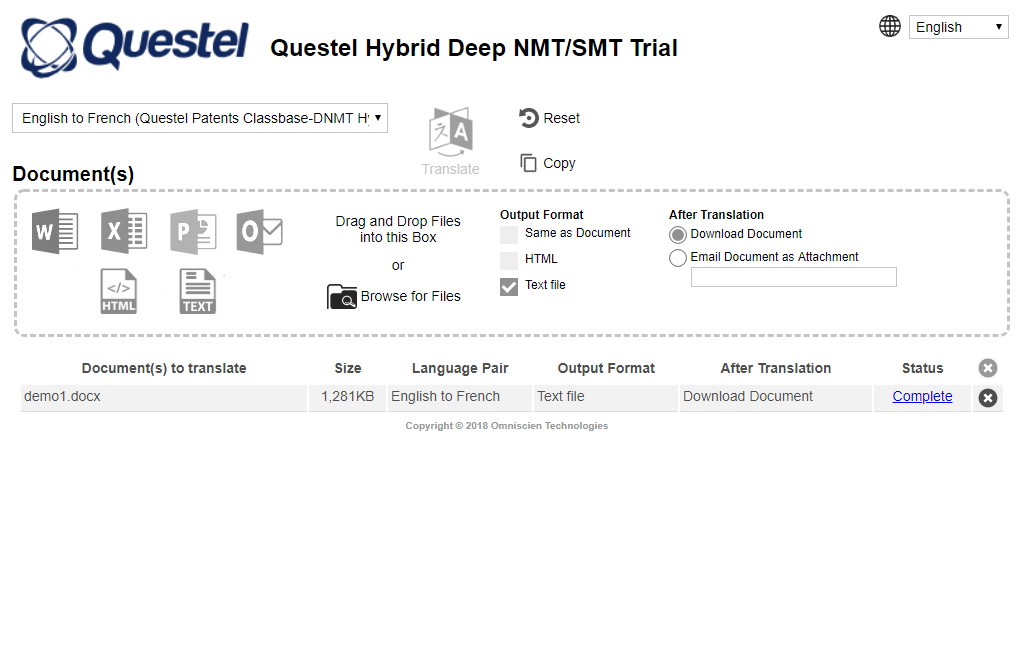 Questel
Questel Hybrid Deep NMT/SMT Trial
English
English to French (Questel Patents Classbase-DNMT Hy
Translate
Reset
Copy
Document(s)
W
X
P
O
</>
HTML
TEXT
Drag and Drop Files
into this Box
or
Browse for Files
Output Format
Same as Document
HTML
Text file
After Translation
Download Document
Email Document as Attachment
Document(s) to translate Size Language Pair Output Format After Translation Status
demo1.docx 1,281KB English to French Text file Download Document Complete
Copyright © 2018 Omniscien Technologies